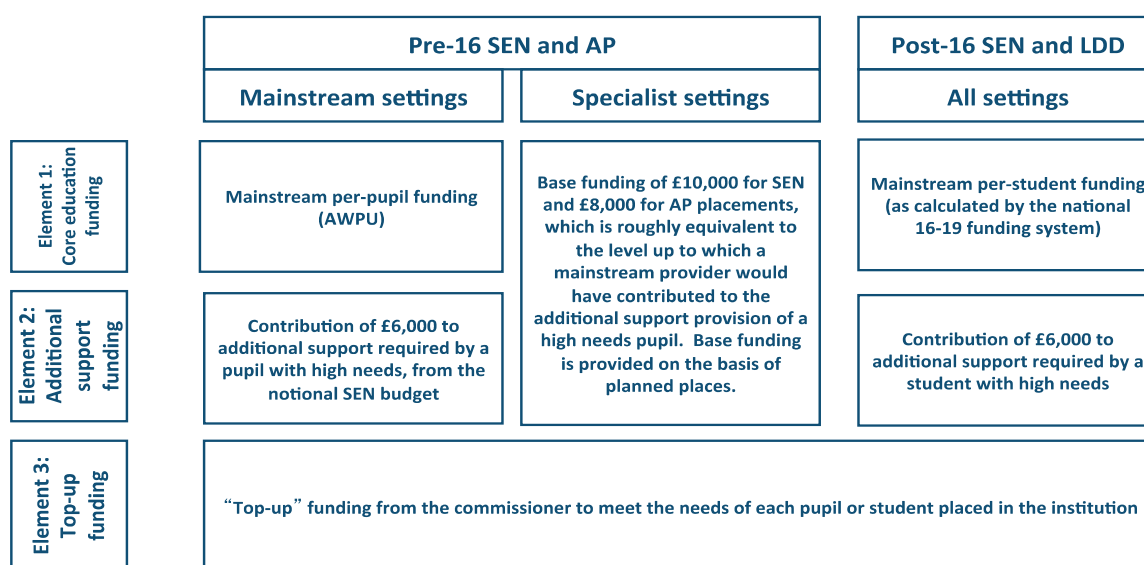 Pre-16 SEN and AP
Post-16 SEN and LDD
Mainstream settings
Specialist settings
All settings
Element 1:
Core education
funding
Mainstream per-pupil funding
(AWPU)
Base funding of £10,000 for SEN
and £8,000 for AP placements,
which is roughly equivalent to
the level up to which a
mainstream provider would
have contributed to the
additional support provision of a
high needs pupil.  Base funding
is provided on the basis of
planned places.
Mainstream per-student funding
(as calculated by the national
16-19 funding system)
Element 2:
Additional
support
funding
Contribution of £6,000 to
additional support required by a
pupil with high needs, from the
notional SEN budget
Contribution of £6,000 to
additional support required by a
student with high needs
Element 3:
Top-up
funding
“Top-up” funding from the commissioner to meet the needs of each pupil or student placed in the institution